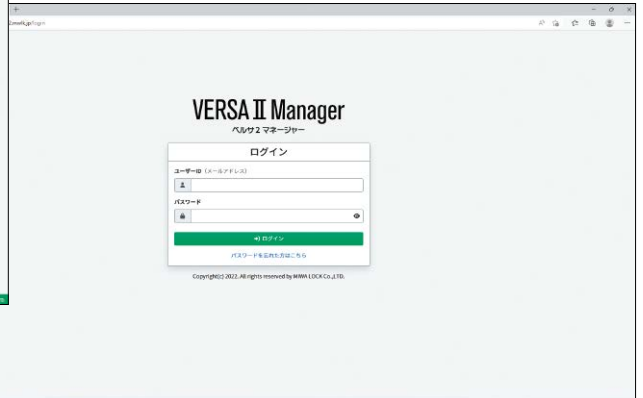 VERSA II Manager
ベルサ2 マネージャー
ログイン
ユーザーID (メールアドレス)
パスワード
ログイン
パスワードを忘れた方はこちら
Copyright(c) 2022. All rights reserved by MIWA LOCK Co.,LTD.